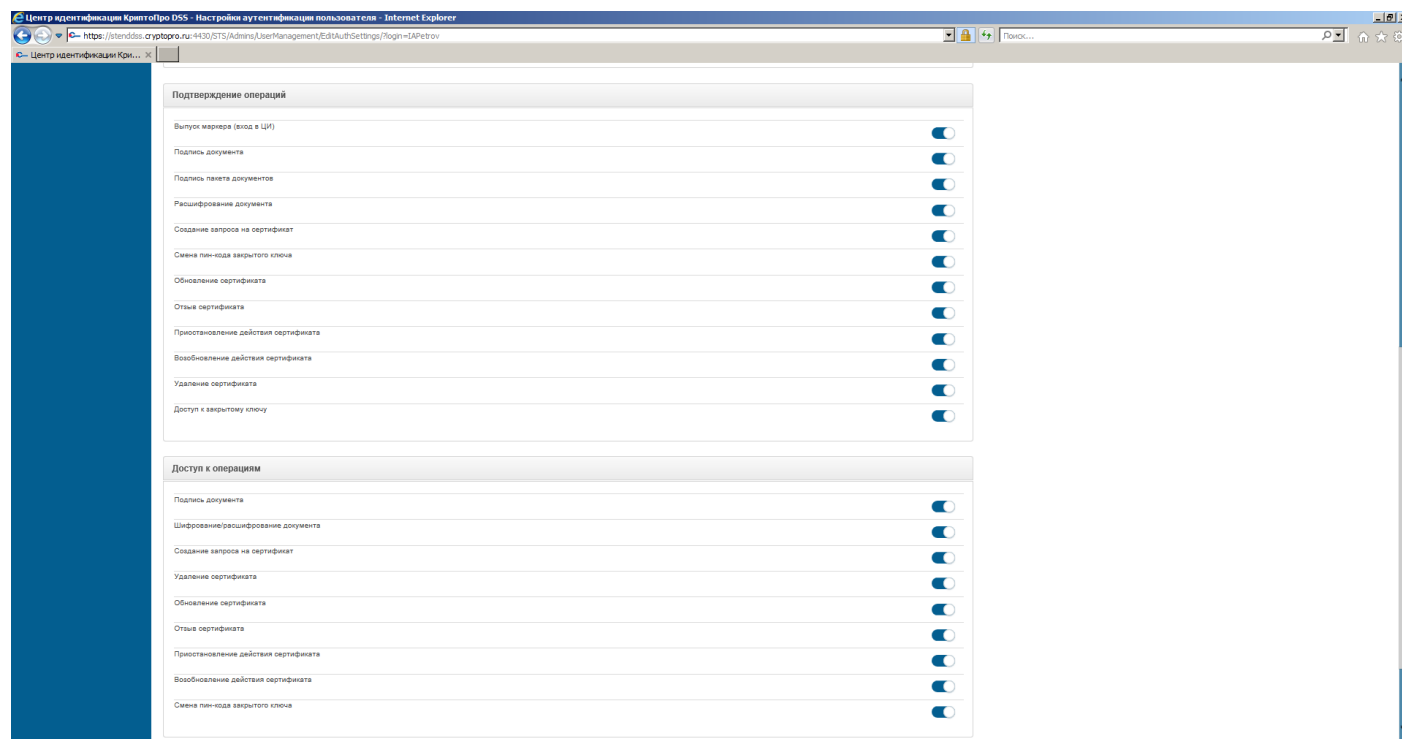 Центр идентификации КриптоПро DSS - Настройки аутентификации пользователя - Internet Explorer
https://stenddss.cryptopro.ru:4430/STS/Admins/UserManagement/EditAuthSettings/?login=IAPetrov
Поиск...
Центр идентификации Кри...
Подтверждение операций
Выпуск маркера (вход в ЦИ)
Подпись документа
Подпись пакета документов
Расшифрование документа
Создание запроса на сертификат
Смена пин-кода закрытого ключа
Обновление сертификата
Отзыв сертификата
Приостановление действия сертификата
Возобновление действия сертификата
Удаление сертификата
Доступ к закрытому ключу
Доступ к операциям
Подпись документа
Шифрование/расшифрование документа
Создание запроса на сертификат
Удаление сертификата
Обновление сертификата
Отзыв сертификата
Приостановление действия сертификата
Возобновление действия сертификата
Смена пин-кода закрытого ключа